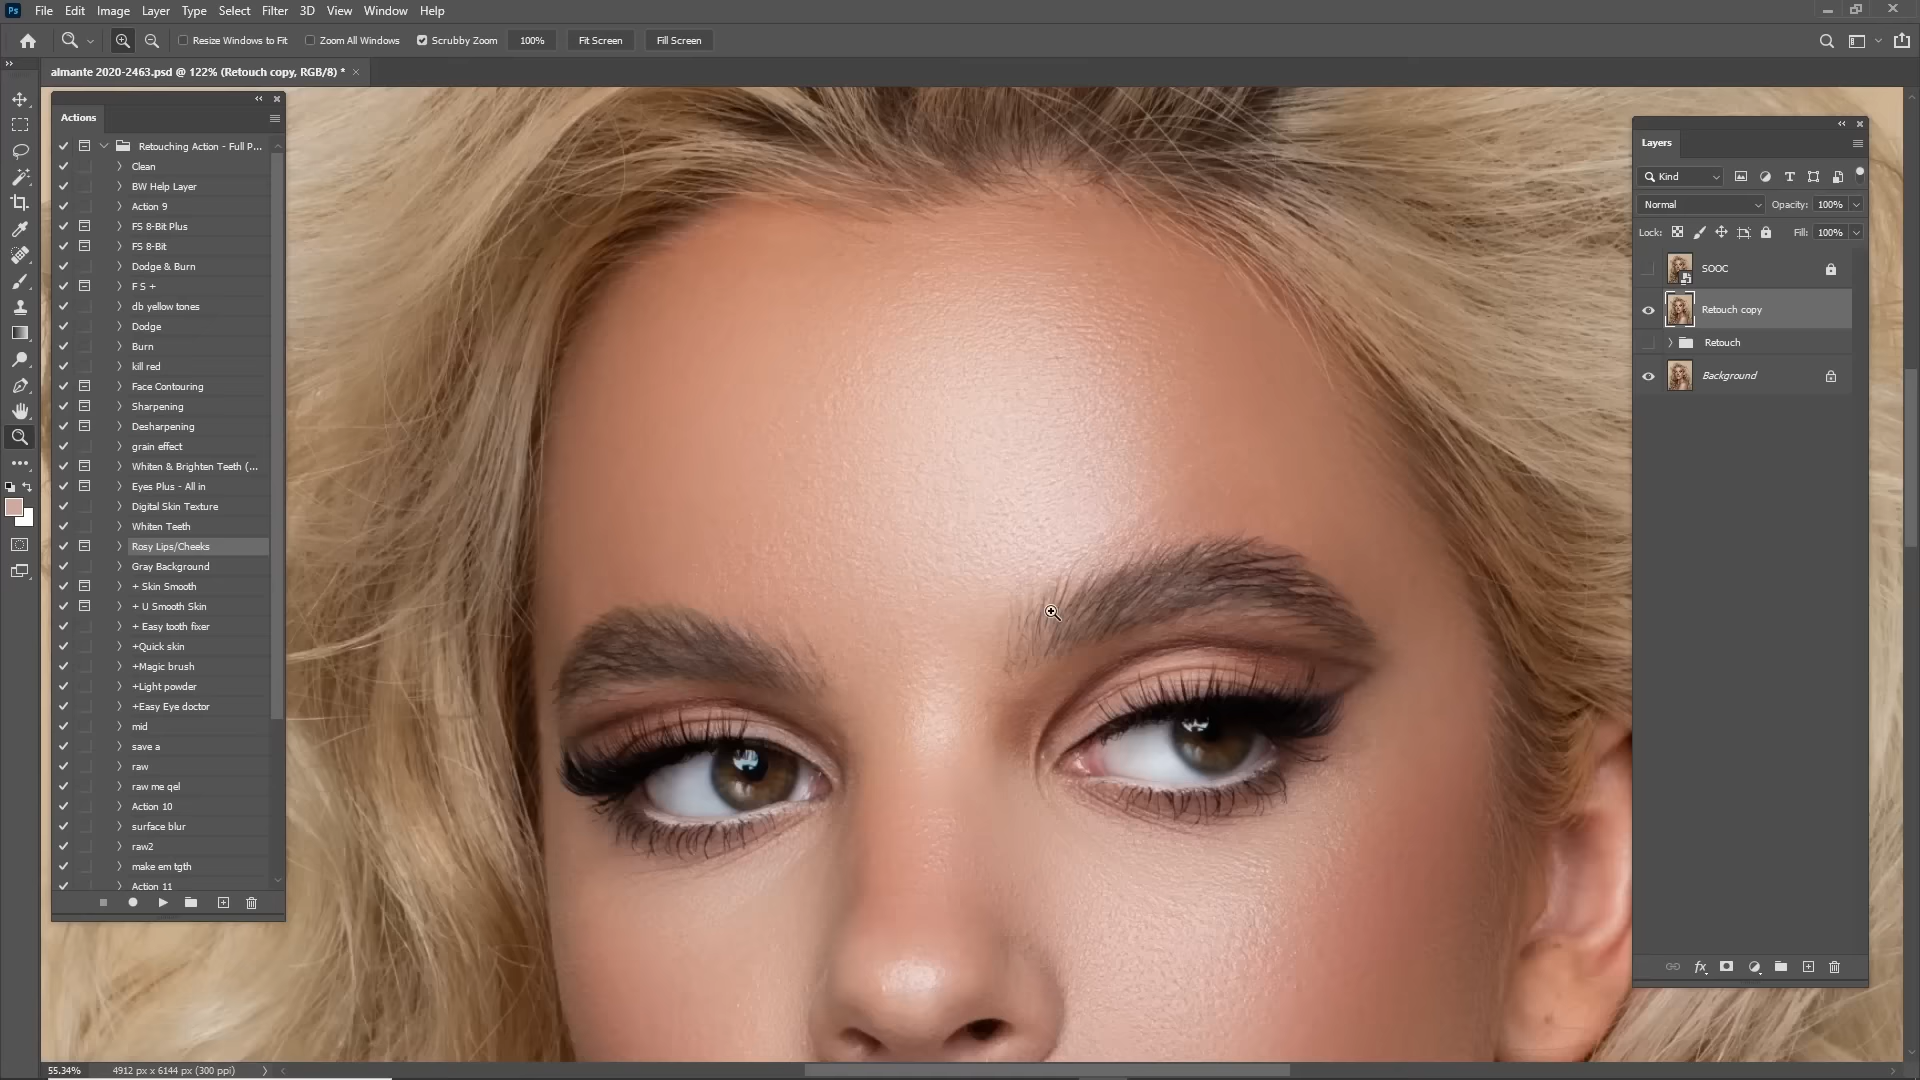 Ps File Edit Image Layer Type Select Filter 3D View Window Help
Resize Windows to Fit Zoom All Windows Scrubby Zoom 100% Fit Screen Fill Screen
almante 2020-2463.psd @ 122% (Retouch copy, RGB/8) *
Actions
Retouching Action - Full P...
Clean
BW Help Layer
Action 9
FS 8-Bit Plus
FS 8-Bit
Dodge & Burn
F S +
db yellow tones
Dodge
Burn
kill red
Face Contouring
Sharpening
Desharpening
grain effect
Whiten & Brighten Teeth (...
Eyes Plus - All in
Digital Skin Texture
Whiten Teeth
Rosy Lips/Cheeks
Gray Background
+ Skin Smooth
+ U Smooth Skin
+ Easy tooth fixer
+Quick skin
+Magic brush
+Light powder
+Easy Eye doctor
mid
save a
raw
raw me qel
Action 10
surface blur
raw2
make em tgth
Action 11
Layers
Kind
Normal Opacity: 100%
Lock: Fill: 100%
SOOC
Retouch copy
Retouch
Background
55.34% 4912 px x 6144 px (300 ppi)